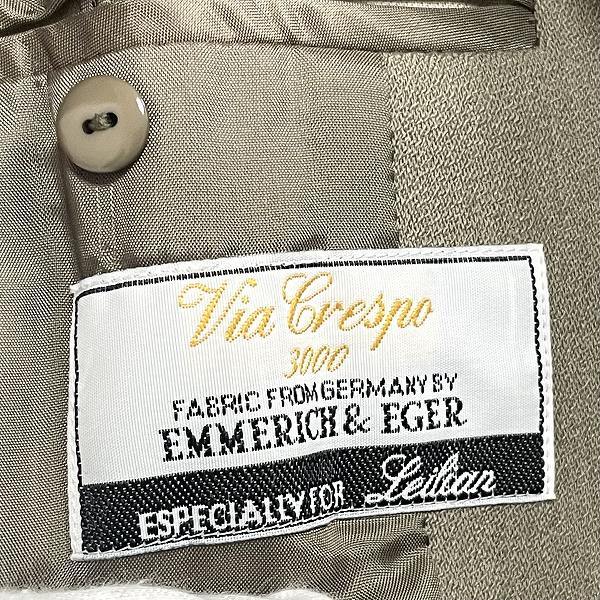 Via Crespo
3000
FABRIC FROM GERMANY BY
EMMERICH & EGER
ESPECIALLY FOR Leilian